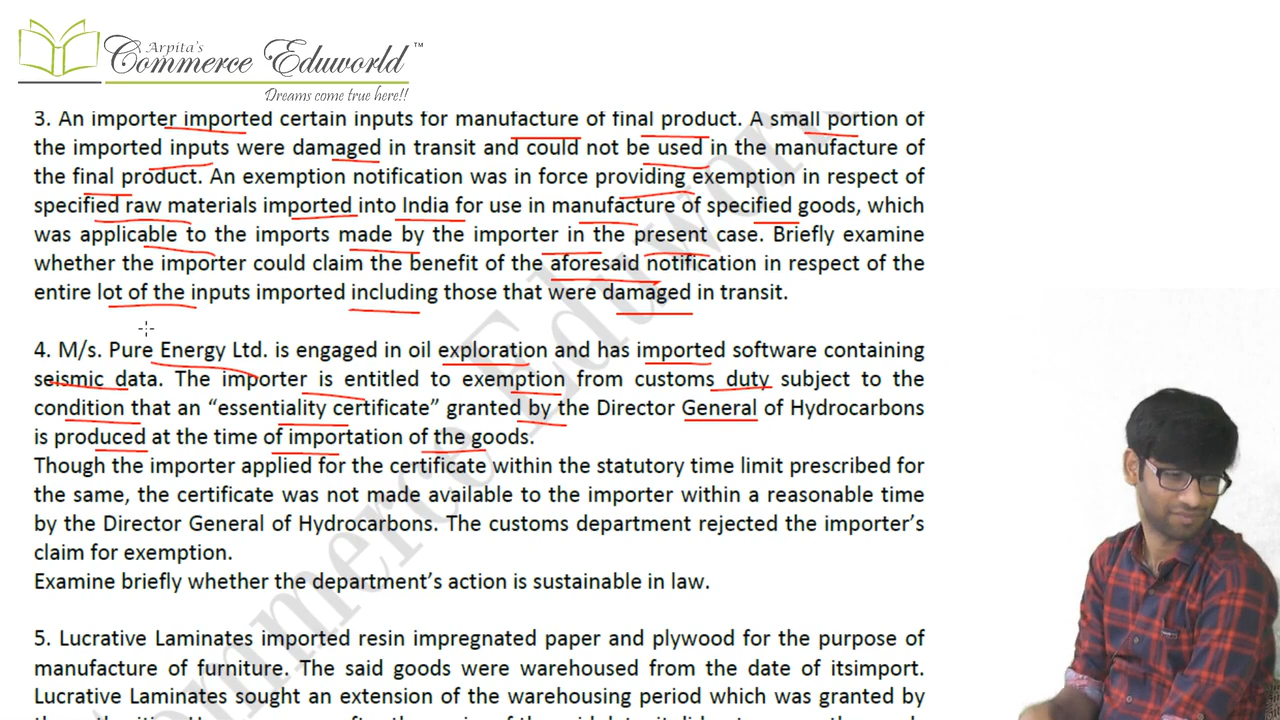 Arpita's
Commerce Eduworld™
Dreams come true here!!
3. An importer imported certain inputs for manufacture of final product. A small portion of
the imported inputs were damaged in transit and could not be used in the manufacture of
the final product. An exemption notification was in force providing exemption in respect of
specified raw materials imported into India for use in manufacture of specified goods, which
was applicable to the imports made by the importer in the present case. Briefly examine
whether the importer could claim the benefit of the aforesaid notification in respect of the
entire lot of the inputs imported including those that were damaged in transit.
4. M/s. Pure Energy Ltd. is engaged in oil exploration and has imported software containing
seismic data. The importer is entitled to exemption from customs duty subject to the
condition that an “essentiality certificate” granted by the Director General of Hydrocarbons
is produced at the time of importation of the goods.
Though the importer applied for the certificate within the statutory time limit prescribed for
the same, the certificate was not made available to the importer within a reasonable time
by the Director General of Hydrocarbons. The customs department rejected the importer’s
claim for exemption.
Examine briefly whether the department’s action is sustainable in law.
5. Lucrative Laminates imported resin impregnated paper and plywood for the purpose of
manufacture of furniture. The said goods were warehoused from the date of itsimport.
Lucrative Laminates sought an extension of the warehousing period which was granted by